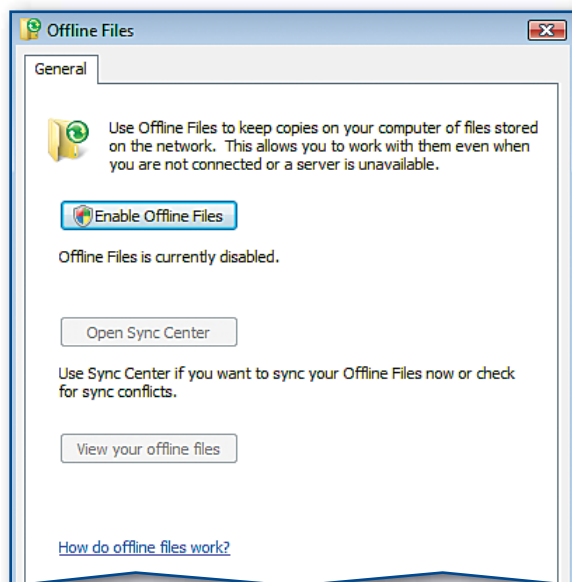 Offline Files
General
Use Offline Files to keep copies on your computer of files stored
on the network. This allows you to work with them even when
you are not connected or a server is unavailable.
Enable Offline Files
Offline Files is currently disabled.
Open Sync Center
Use Sync Center if you want to sync your Offline Files now or check
for sync conflicts.
View your offline files
How do offline files work?